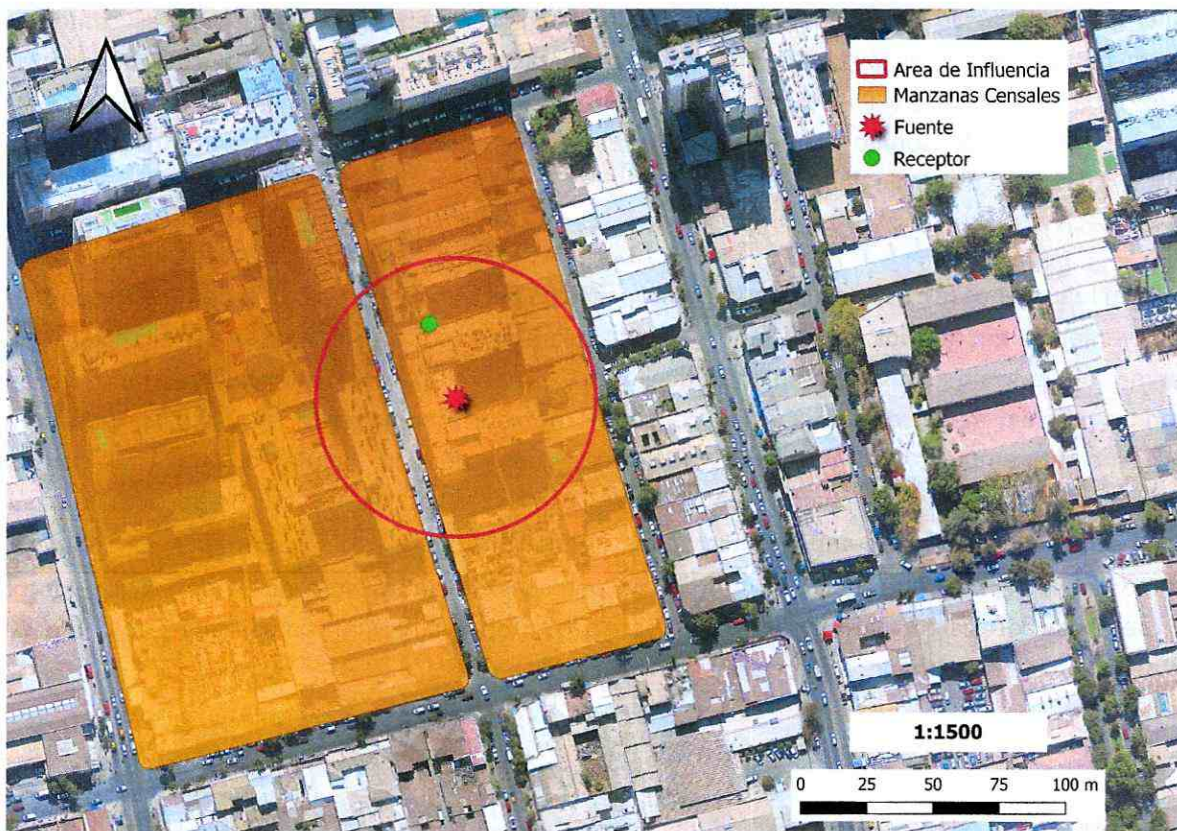 Area de Influencia
Manzanas Censales
Fuente
Receptor
1:1500
0 25 50 75 100 m